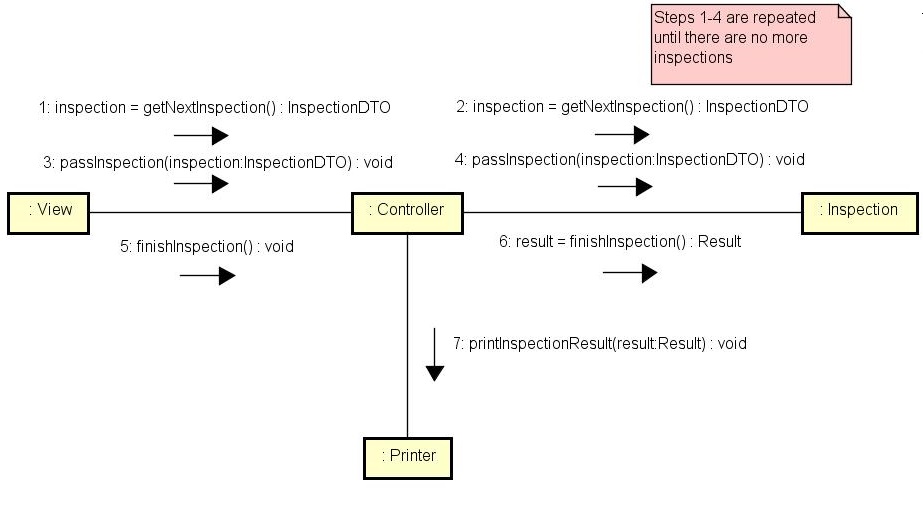 Steps 1-4 are repeated
until there are no more
inspections
1: inspection = getNextInspection() : InspectionDTO
2: inspection = getNextInspection() : InspectionDTO
3: passInspection(inspection:InspectionDTO) : void
4: passInspection(inspection:InspectionDTO) : void
: View
: Controller
: Inspection
5: finishInspection() : void
6: result = finishInspection() : Result
7: printInspectionResult(result:Result) : void
: Printer